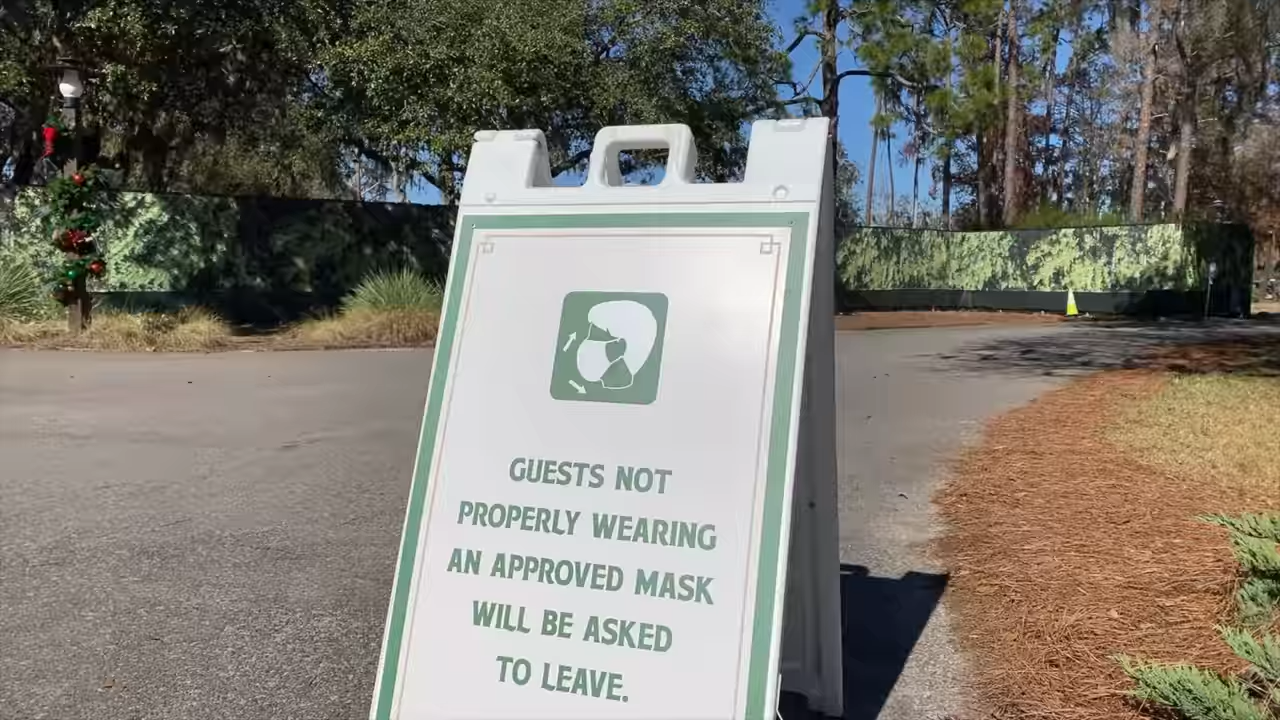 GUESTS NOT
PROPERLY WEARING
AN APPROVED MASK
WILL BE ASKED
TO LEAVE.